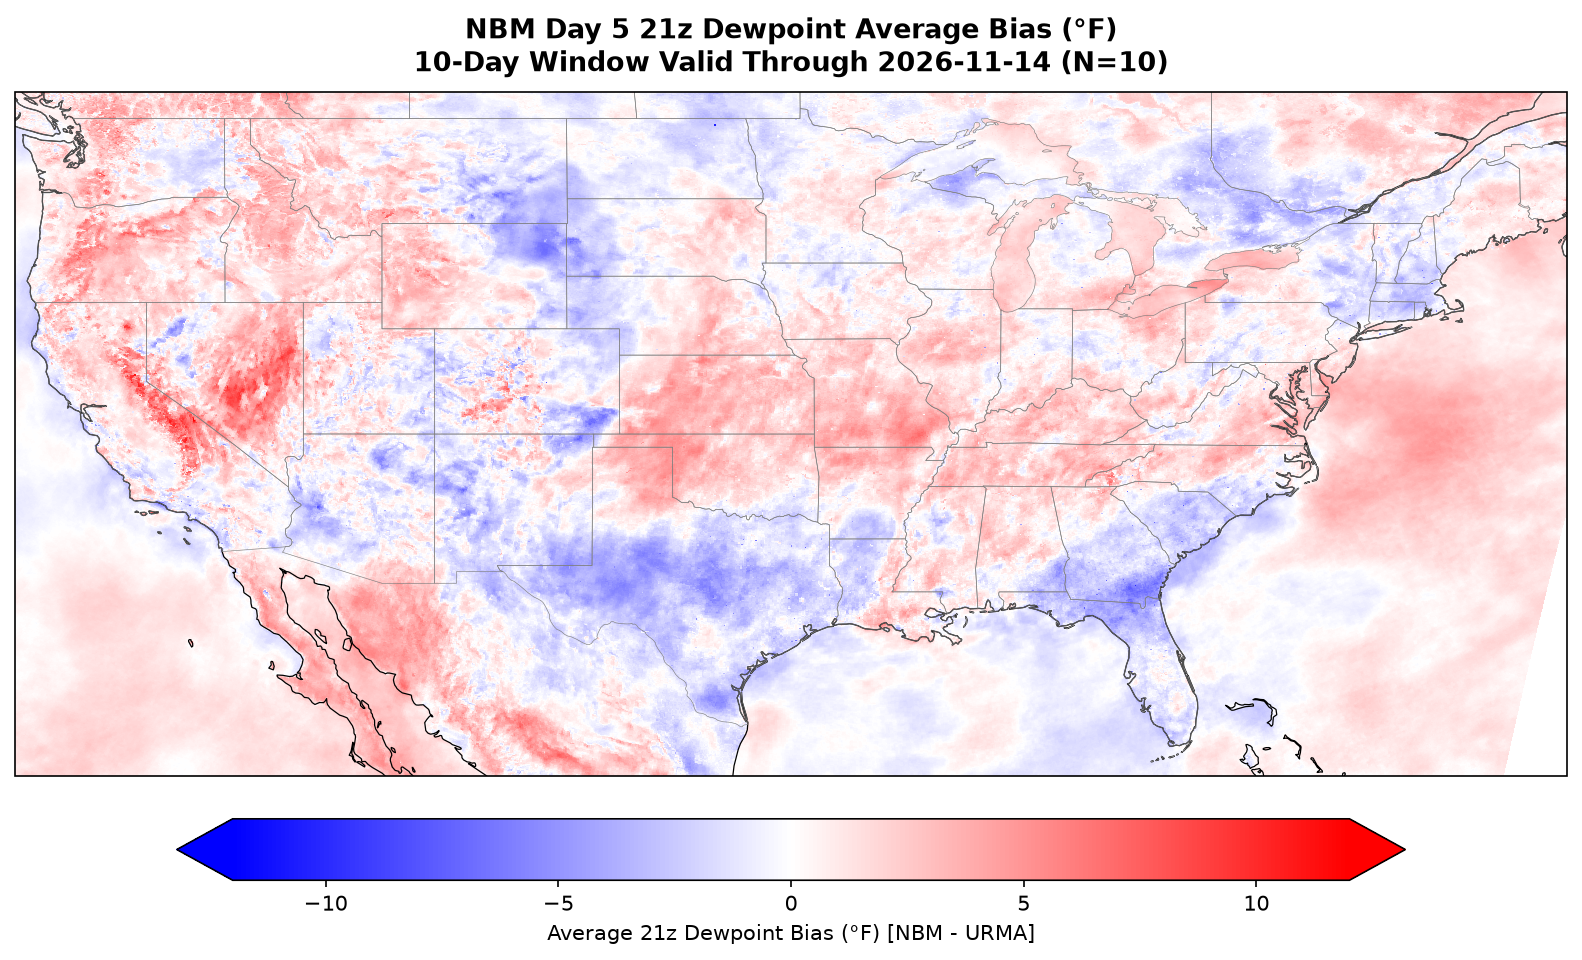 NBM Day 5 21z Dewpoint Average Bias (°F)
10-Day Window Valid Through 2026-11-14 (N=10)
−10 −5 0 5 10
Average 21z Dewpoint Bias (°F) [NBM - URMA]